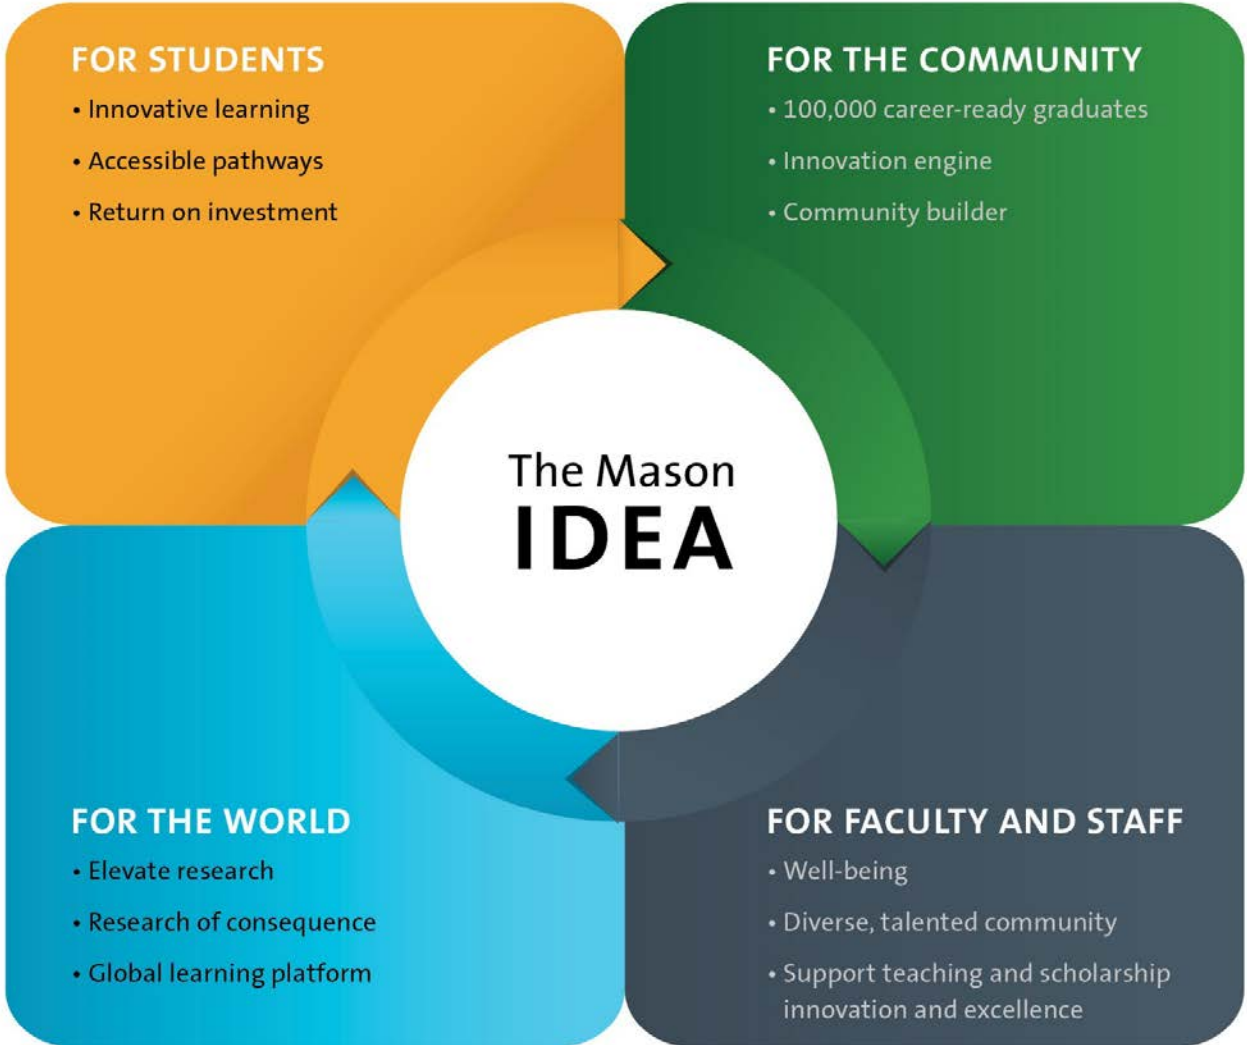 FOR STUDENTS
• Innovative learning
• Accessible pathways
• Return on investment
FOR THE COMMUNITY
• 100,000 career-ready graduates
• Innovation engine
• Community builder
The Mason
IDEA
FOR THE WORLD
• Elevate research
• Research of consequence
• Global learning platform
FOR FACULTY AND STAFF
• Well-being
• Diverse, talented community
• Support teaching and scholarship
innovation and excellence